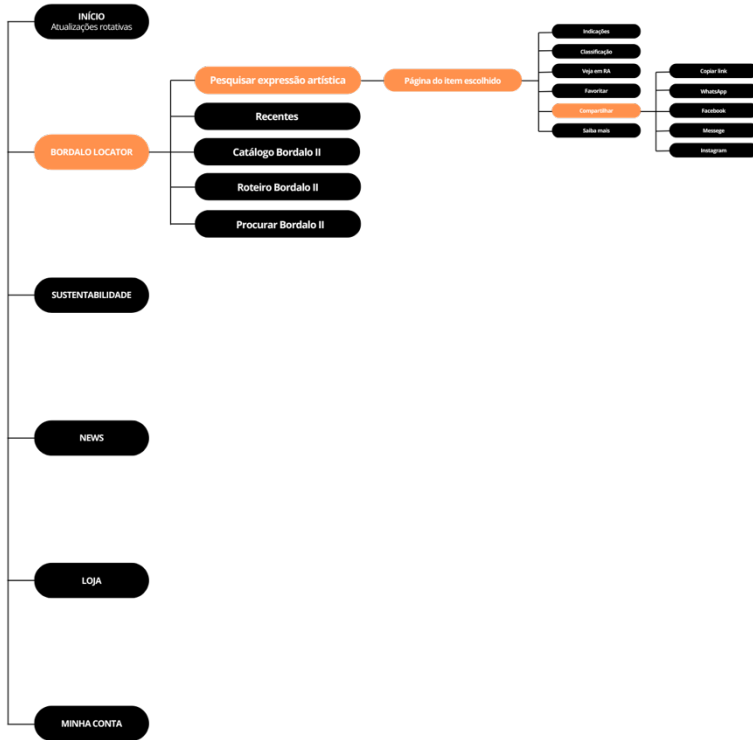 INÍCIO
Atualizações rotativas
BORDALO LOCATOR
Pesquisar expressão artística
Recentes
Catálogo Bordalo II
Roteiro Bordalo II
Procurar Bordalo II
Página do item escolhido
Indicações
Classificação
Veja em RA
Favoritar
Compartilhar
Saiba mais
Copiar link
WhatsApp
Facebook
Messege
Instagram
SUSTENTABILIDADE
NEWS
LOJA
MINHA CONTA